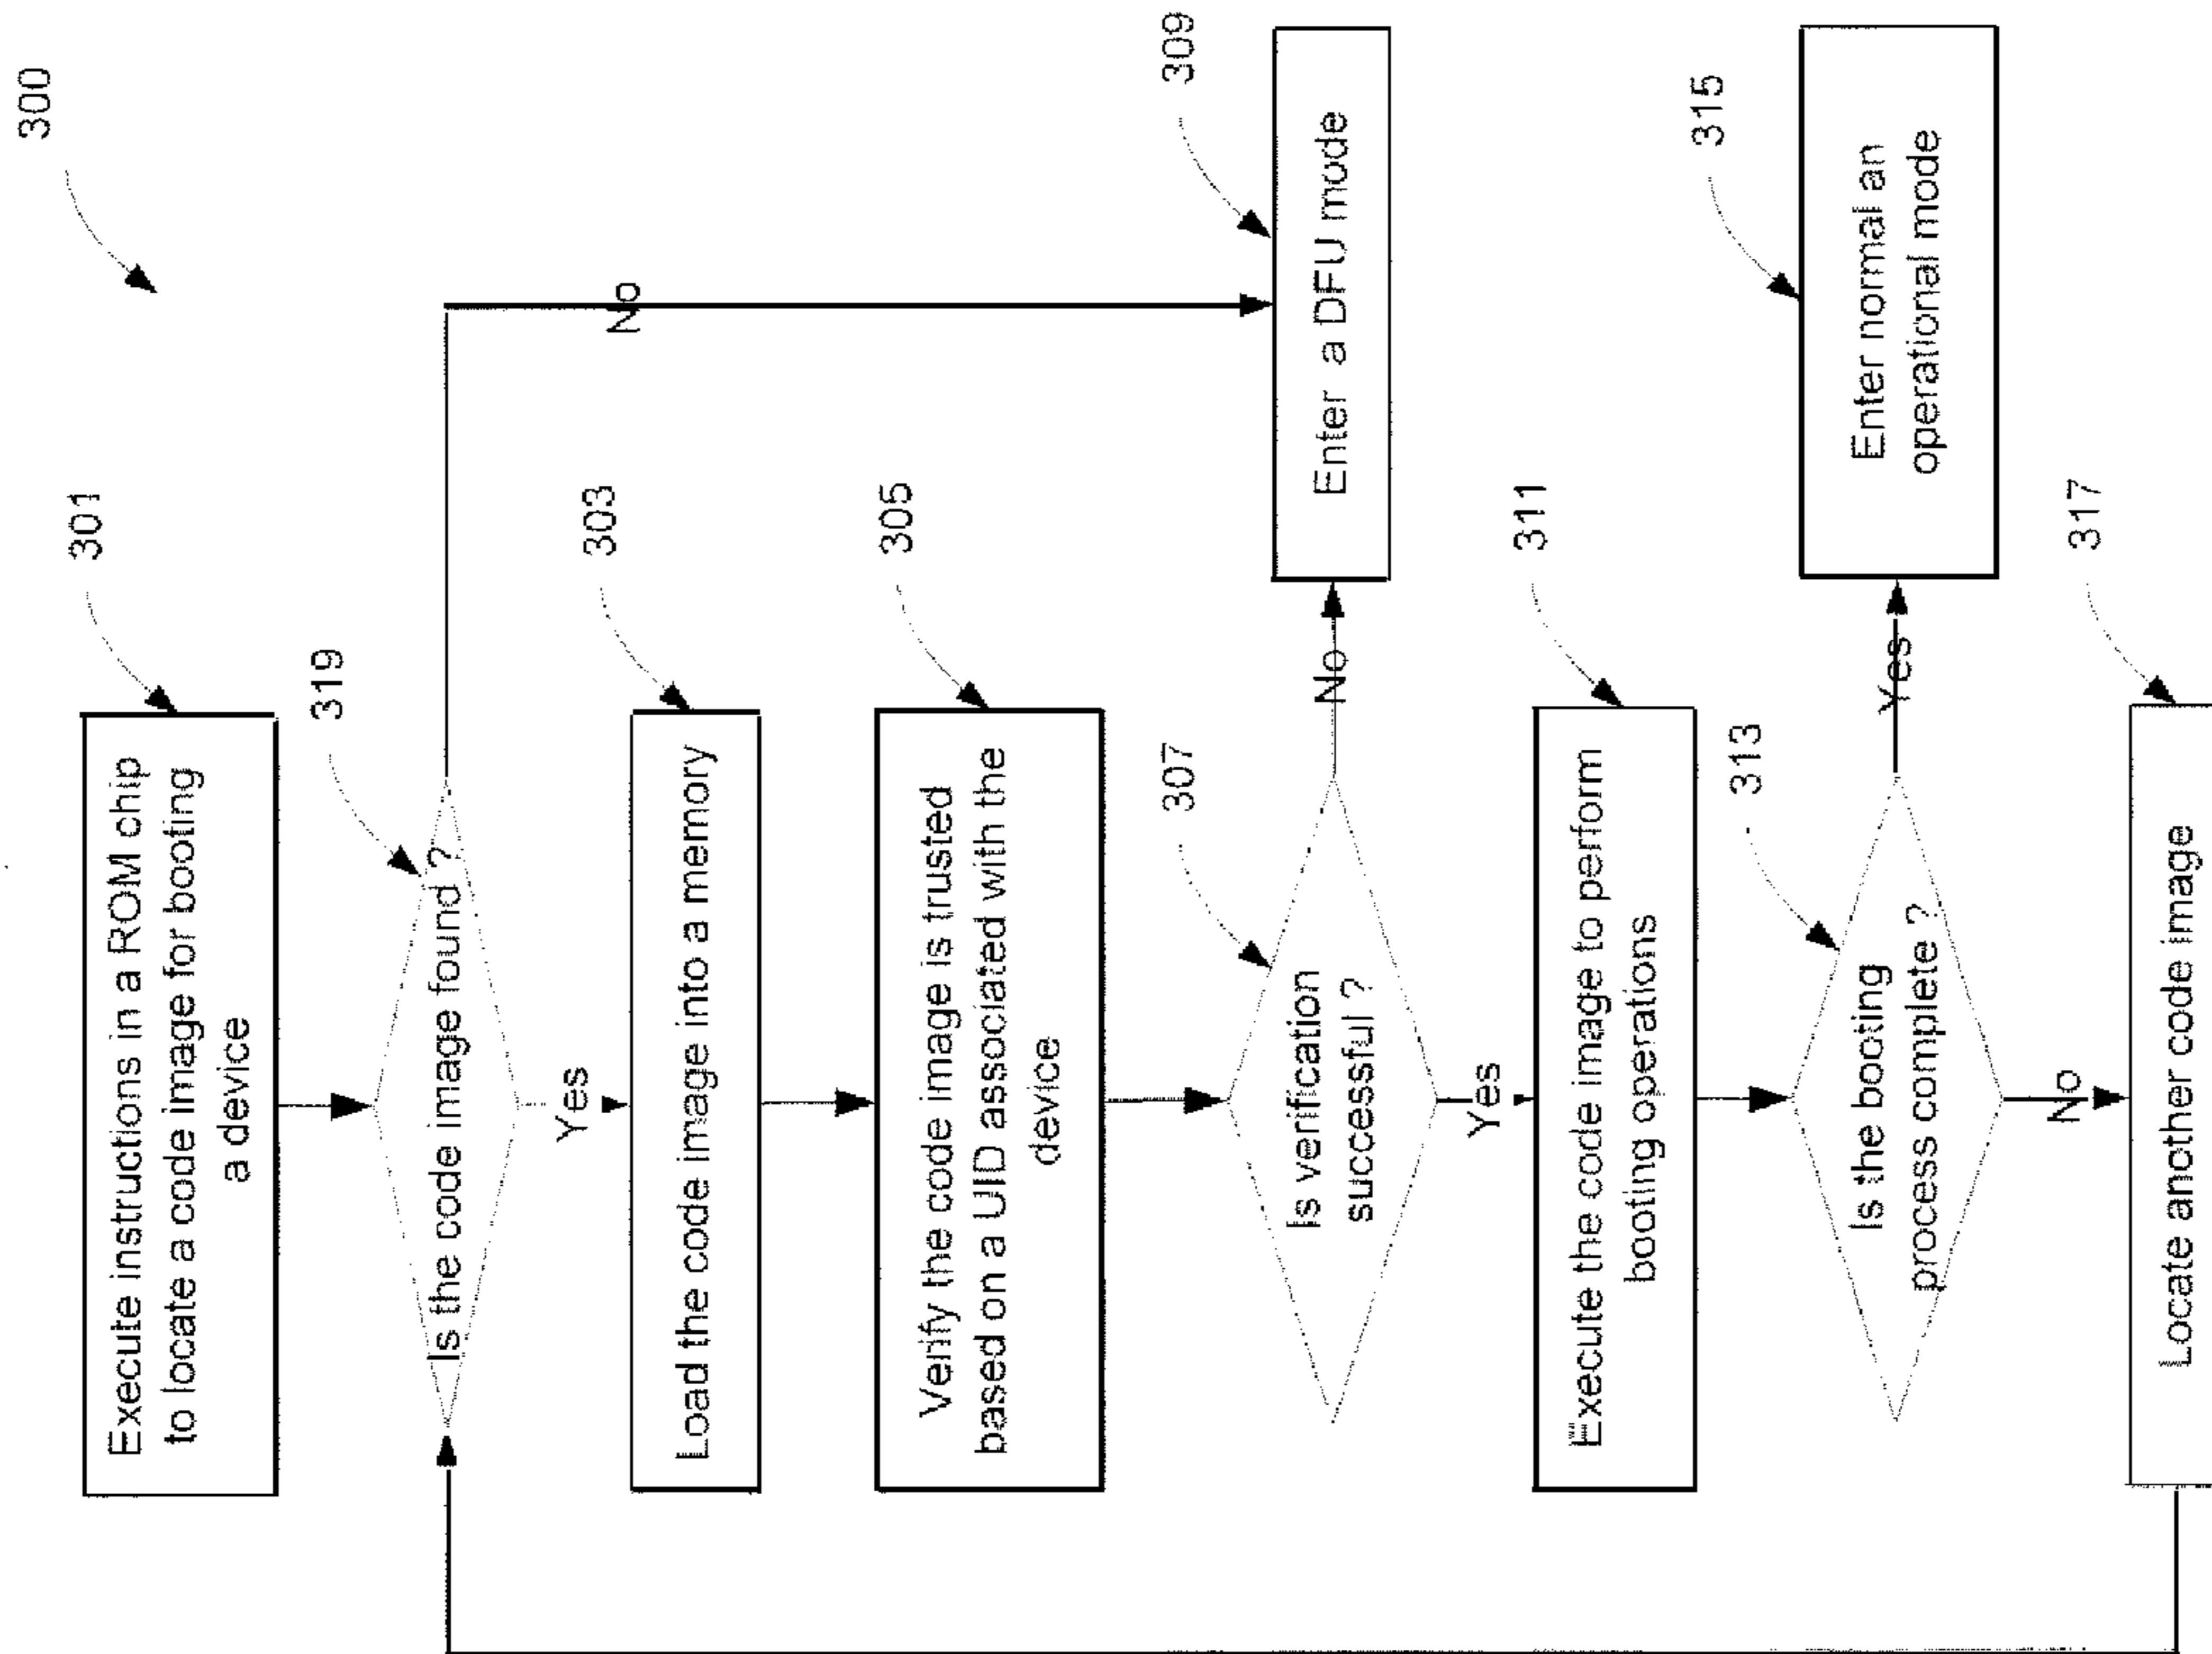 300
301
Execute instructions in a ROM chip
to locate a code image for booting
a device
319
Is the code image found ?
No
Yes
303
Load the code image into a memory
305
Verify the code image is trusted
based on a UID associated with the
device
307
Is verification
successful ?
No
309
Enter a DFU mode
Yes
311
Execute the code image to perform
booting operations
313
Is the booting
process complete ?
Yes
315
Enter normal an
operational mode
No
317
Locate another code image